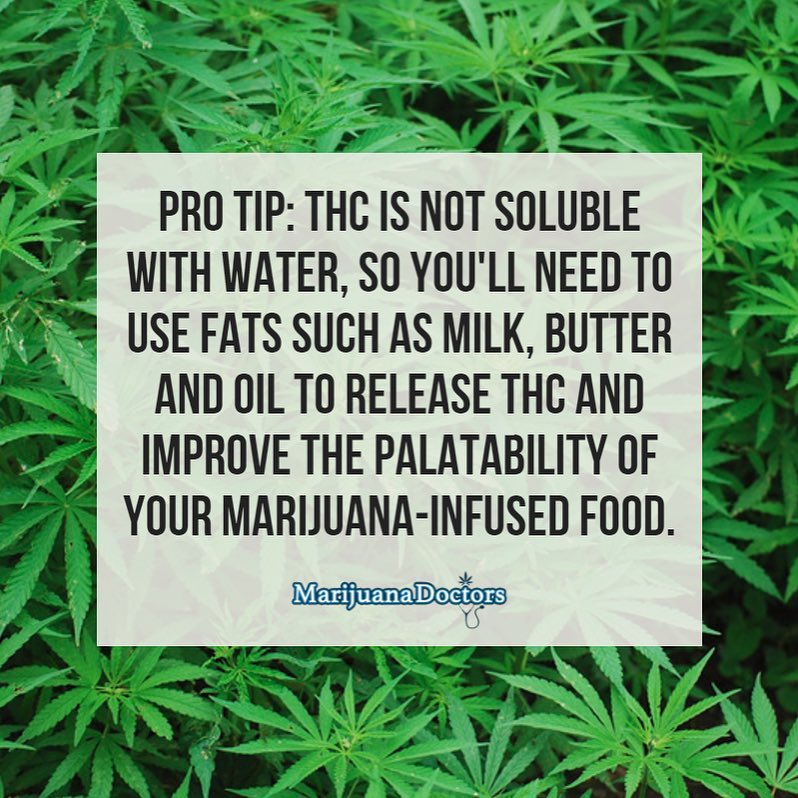 PRO TIP: THC IS NOT SOLUBLE
WITH WATER, SO YOU'LL NEED TO
USE FATS SUCH AS MILK, BUTTER
AND OIL TO RELEASE THC AND
IMPROVE THE PALATABILITY OF
YOUR MARIJUANA-INFUSED FOOD.
MarijuanaDoctors